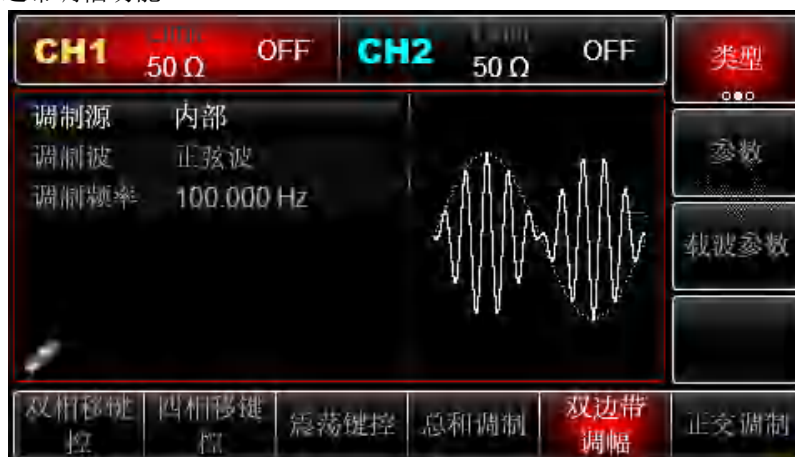 CH1 OFF CH2 OFF 类型
50 Ω 50 Ω
调制源 内部
调制波 正弦波 参数
调制频率 100.000 Hz
载波参数
双相移键控 四相移键控 震荡键控 总和调制 双边带调幅 正交调制